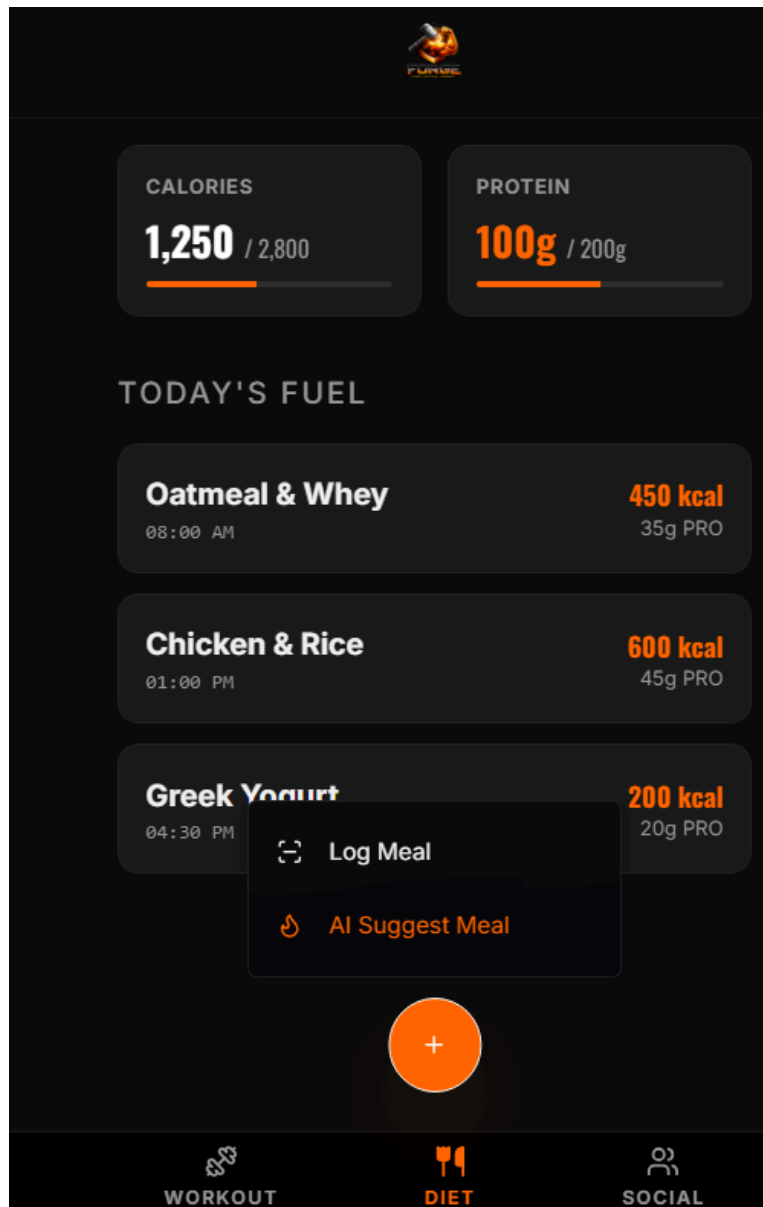 FORGE
CALORIES
1,250 / 2,800
PROTEIN
100g / 200g
TODAY'S FUEL
Oatmeal & Whey
08:00 AM
450 kcal
35g PRO
Chicken & Rice
01:00 PM
600 kcal
45g PRO
Greek Yogurt
04:30 PM
200 kcal
20g PRO
Log Meal
AI Suggest Meal
+
WORKOUT
DIET
SOCIAL